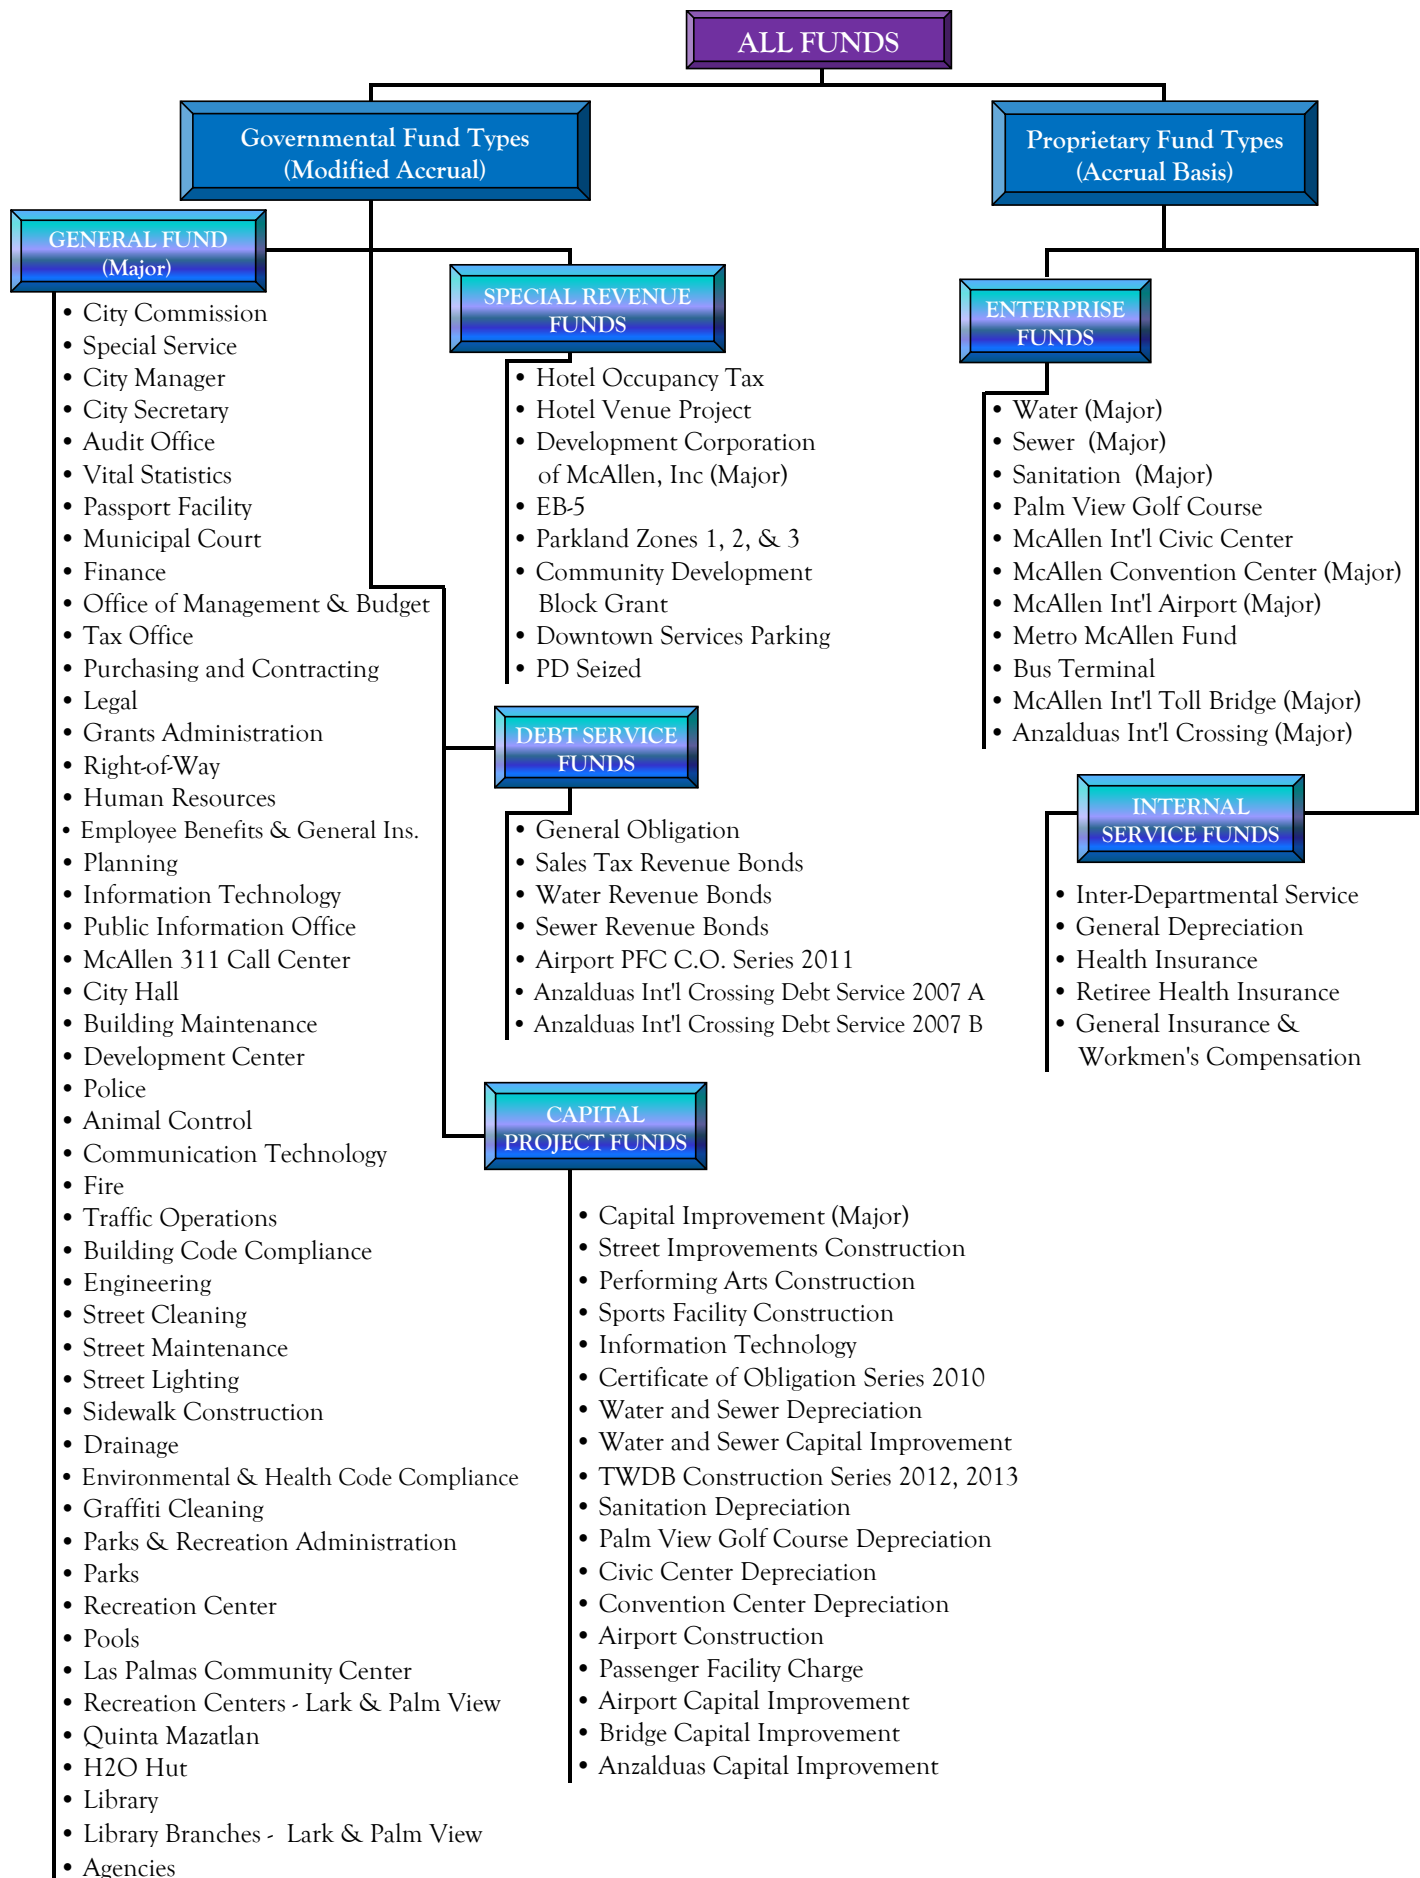 ALL FUNDS
Governmental Fund Types
(Modified Accrual)
Proprietary Fund Types
(Accrual Basis)
GENERAL FUND
(Major)
• City Commission
• Special Service
• City Manager
• City Secretary
• Audit Office
• Vital Statistics
• Passport Facility
• Municipal Court
• Finance
• Office of Management & Budget
• Tax Office
• Purchasing and Contracting
• Legal
• Grants Administration
• Right-of-Way
• Human Resources
• Employee Benefits & General Ins.
• Planning
• Information Technology
• Public Information Office
• McAllen 311 Call Center
• City Hall
• Building Maintenance
• Development Center
• Police
• Animal Control
• Communication Technology
• Fire
• Traffic Operations
• Building Code Compliance
• Engineering
• Street Cleaning
• Street Maintenance
• Street Lighting
• Sidewalk Construction
• Drainage
• Environmental & Health Code Compliance
• Graffiti Cleaning
• Parks & Recreation Administration
• Parks
• Recreation Center
• Pools
• Las Palmas Community Center
• Recreation Centers - Lark & Palm View
• Quinta Mazatlan
• H2O Hut
• Library
• Library Branches - Lark & Palm View
• Agencies
SPECIAL REVENUE
FUNDS
• Hotel Occupancy Tax
• Hotel Venue Project
• Development Corporation
of McAllen, Inc (Major)
• EB-5
• Parkland Zones 1, 2, & 3
• Community Development
Block Grant
• Downtown Services Parking
• PD Seized
DEBT SERVICE
FUNDS
• General Obligation
• Sales Tax Revenue Bonds
• Water Revenue Bonds
• Sewer Revenue Bonds
• Airport PFC C.O. Series 2011
• Anzalduas Int'l Crossing Debt Service 2007 A
• Anzalduas Int'l Crossing Debt Service 2007 B
CAPITAL
PROJECT FUNDS
• Capital Improvement (Major)
• Street Improvements Construction
• Performing Arts Construction
• Sports Facility Construction
• Information Technology
• Certificate of Obligation Series 2010
• Water and Sewer Depreciation
• Water and Sewer Capital Improvement
• TWDB Construction Series 2012, 2013
• Sanitation Depreciation
• Palm View Golf Course Depreciation
• Civic Center Depreciation
• Convention Center Depreciation
• Airport Construction
• Passenger Facility Charge
• Airport Capital Improvement
• Bridge Capital Improvement
• Anzalduas Capital Improvement
ENTERPRISE
FUNDS
• Water (Major)
• Sewer (Major)
• Sanitation (Major)
• Palm View Golf Course
• McAllen Int'l Civic Center
• McAllen Convention Center (Major)
• McAllen Int'l Airport (Major)
• Metro McAllen Fund
• Bus Terminal
• McAllen Int'l Toll Bridge (Major)
• Anzalduas Int'l Crossing (Major)
INTERNAL
SERVICE FUNDS
• Inter-Departmental Service
• General Depreciation
• Health Insurance
• Retiree Health Insurance
• General Insurance &
Workmen's Compensation